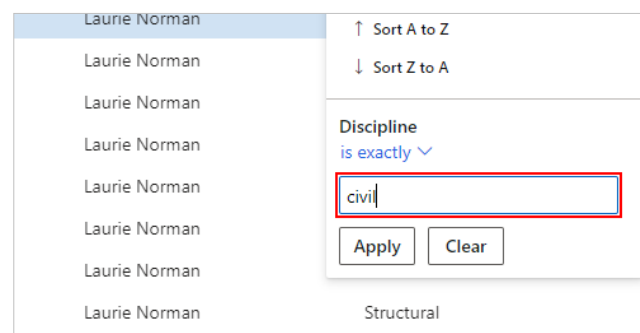 Laurie Norman
↑ Sort A to Z
Laurie Norman
↓ Sort Z to A
Laurie Norman
Discipline
Laurie Norman
is exactly
Laurie Norman
civil
Laurie Norman
Apply Clear
Laurie Norman
Laurie Norman Structural